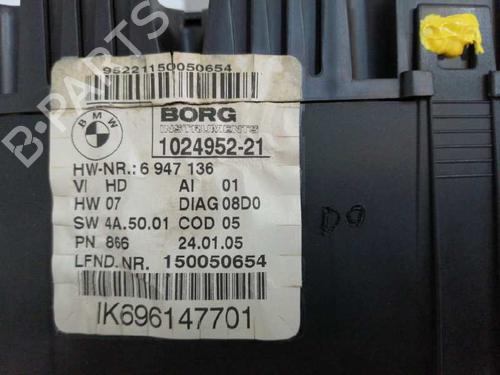 95221150050654
BMW
BORG
INSTRUMENTS
1024952-21
HW-NR.: 6 947 136
VI HD AI 01
HW 07 DIAG 08D0
SW 4A.50.01 COD 05
PN 866 24.01.05
LFND.NR. 150050654
IK696147701
B-PARTS